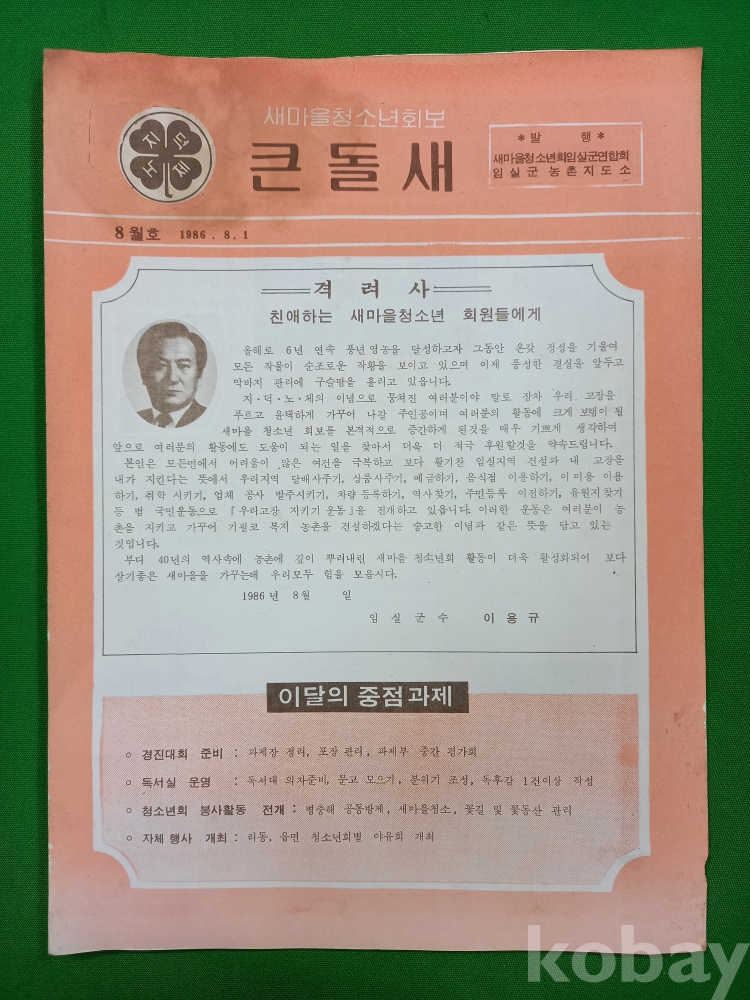 지 덕
노 체
새마을청소년회보
큰돌새
*발 행*
새마을청소년회임실군연합회
임실군 농촌지도소
8월호 1986.8.1
격 려 사
친애하는 새마을청소년 회원들에게
올해로 6년 연속 풍년영농을 달성하고자 그동안 온갖 정성을 기울여
모든 작물이 순조로운 작황을 보이고 있으며 이제 풍성한 결실을 앞두고
막바지 관리에 구슬땀을 흘리고 있읍니다.
지·덕·노·체의 이념으로 뭉쳐진 여러분이야 말로 장차 우리 고장을
푸르고 윤택하게 가꾸어 나갈 주인공이며 여러분의 활동에 크게 보탬이 될
새마을 청소년 회보를 본격적으로 증간하게 된것을 매우 기쁘게 생각하며
앞으로 여러분의 활동에도 도움이 되는 일을 찾아서 더욱 더 적극 후원할것을 약속드립니다.
본인은 모든면에서 어려움이 많은 여건을 극복하고 보다 활기찬 임실지역 건설과 내 고장을
내가 지킨다는 뜻에서 우리지역 담배사주기, 상품사주기, 예금하기, 음식점 이용하기, 이미용 이용
하기, 취학 시키기, 업체 공사 발주시키기, 차량 등록하기, 역사찾기, 주민등록 이전하기, 유원지찾기
등 범 국민운동으로 「우리고장 지키기 운동」을 전개하고 있읍니다. 이러한 운동은 여러분이 농
촌을 지키고 가꾸어 기필코 복지 농촌을 건설하겠다는 숭고한 이념과 같은 뜻을 담고 있는
것입니다.
부디 40년의 역사속에 농촌에 깊이 뿌리내린 새마을 청소년회 활동이 더욱 활성화되어 보다
살기좋은 새마을을 가꾸는데 우리모두 힘을 모읍시다.
1986년 8월 일
임실군수 이용규
이달의 중점과제
○ 경진대회 준비 : 과제장 정리, 포장 관리, 과제부 중간 평가회
○ 독서실 운영 : 독서대 의자준비, 문고 모으기, 분위기 조성, 독후감 1건이상 작성
○ 청소년회 봉사활동 전개 : 병충해 공동방제, 새마을청소, 꽃길 및 꽃동산 관리
○ 자체 행사 개최 : 리동, 읍면 청소년회별 야유회 개최
kobay